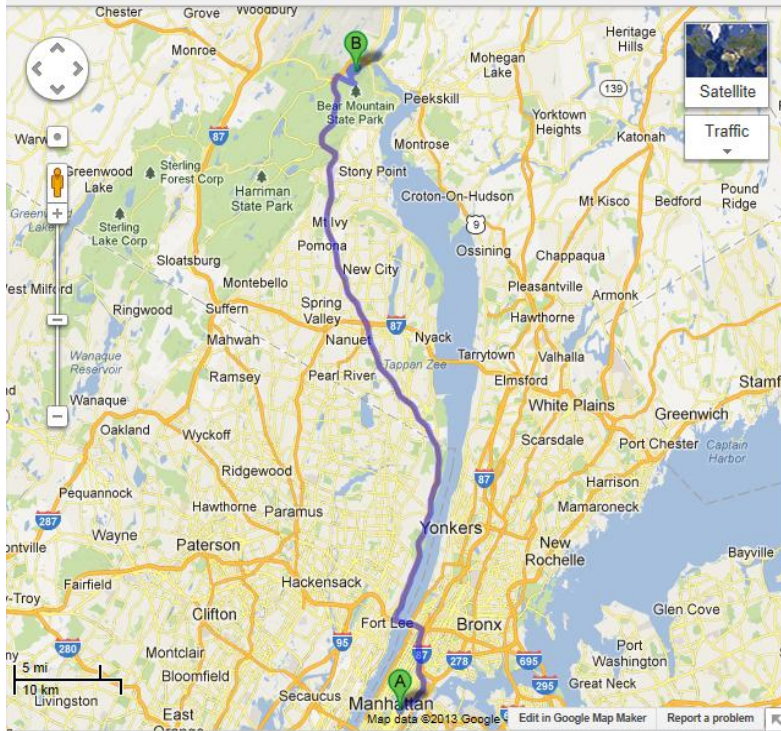 Chester
Grove
Woodbury
Monroe
B
Mohegan
Lake
Heritage
Hills
Satellite
139
Bear Mountain
State Park
Peekskill
Yorktown
Heights
Traffic
87
Montrose
Katonah
Greenwood
Lake
Sterling
Forest Corp
Stony Point
Harriman
State Park
Croton-On-Hudson
Pound
Ridge
Mt Kisco
Bedford
Sterling
Lake Corp
Mt Ivy
9
Pomona
Ossining
Chappaqua
Sloatsburg
New City
Montebello
Pleasantville
Armonk
Ringwood
Suffern
Spring
Valley
87
Hawthorne
Mahwah
Nanuet
Nyack
Wanaque
Reservoir
Tappan Zee
Tarrytown
Valhalla
Ramsey
Pearl River
Elmsford
Wanaque
White Plains
Greenwich
Oakland
Wyckoff
Scarsdale
Port Chester
Captain
Harbor
Ridgewood
87
Harrison
Pequannock
Hawthorne
Paramus
Mamaroneck
287
Yonkers
Wayne
Paterson
New
Rochelle
Bayville
Fairfield
Hackensack
Glen Cove
Clifton
Fort Lee
Bronx
95
87
278
695
Port
Washington
280
Montclair
5 mi
Bloomfield
A
295
Great Neck
10 km
Livingston
Secaucus
Manhattan
East
Orange
Map data ©2013 Google
Edit in Google Map Maker
Report a problem